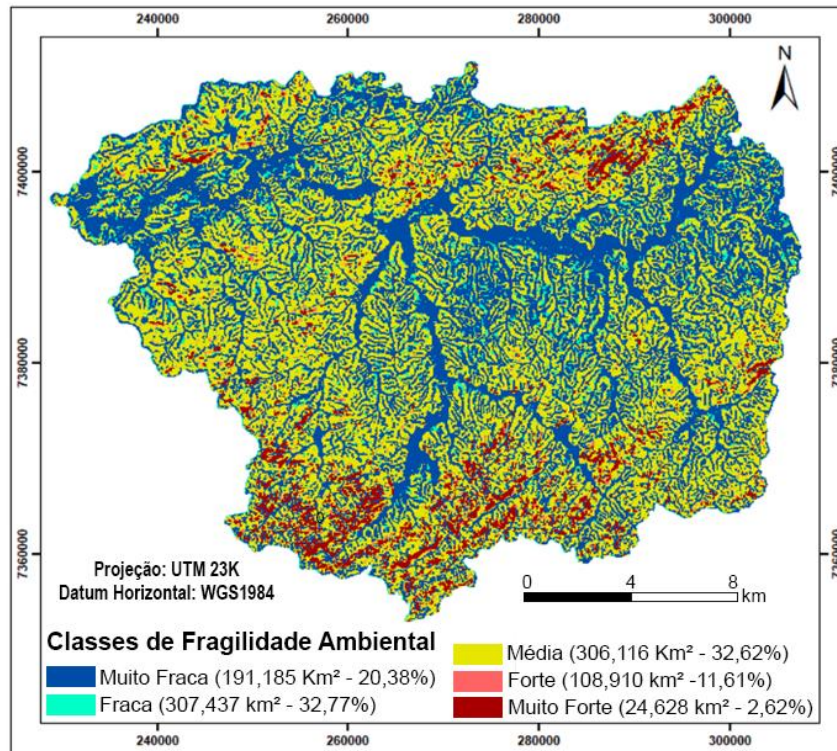 240000 260000 280000 300000
N
7400000 7400000
7380000 7380000
7360000 7360000
Projeção: UTM 23K
Datum Horizontal: WGS1984
0 4 8
km
Classes de Fragilidade Ambiental
Muito Fraca (191,185 Km² - 20,38%)
Fraca (307,437 km² - 32,77%)
Média (306,116 Km² - 32,62%)
Forte (108,910 km² -11,61%)
Muito Forte (24,628 km² - 2,62%)
240000 260000 280000 300000